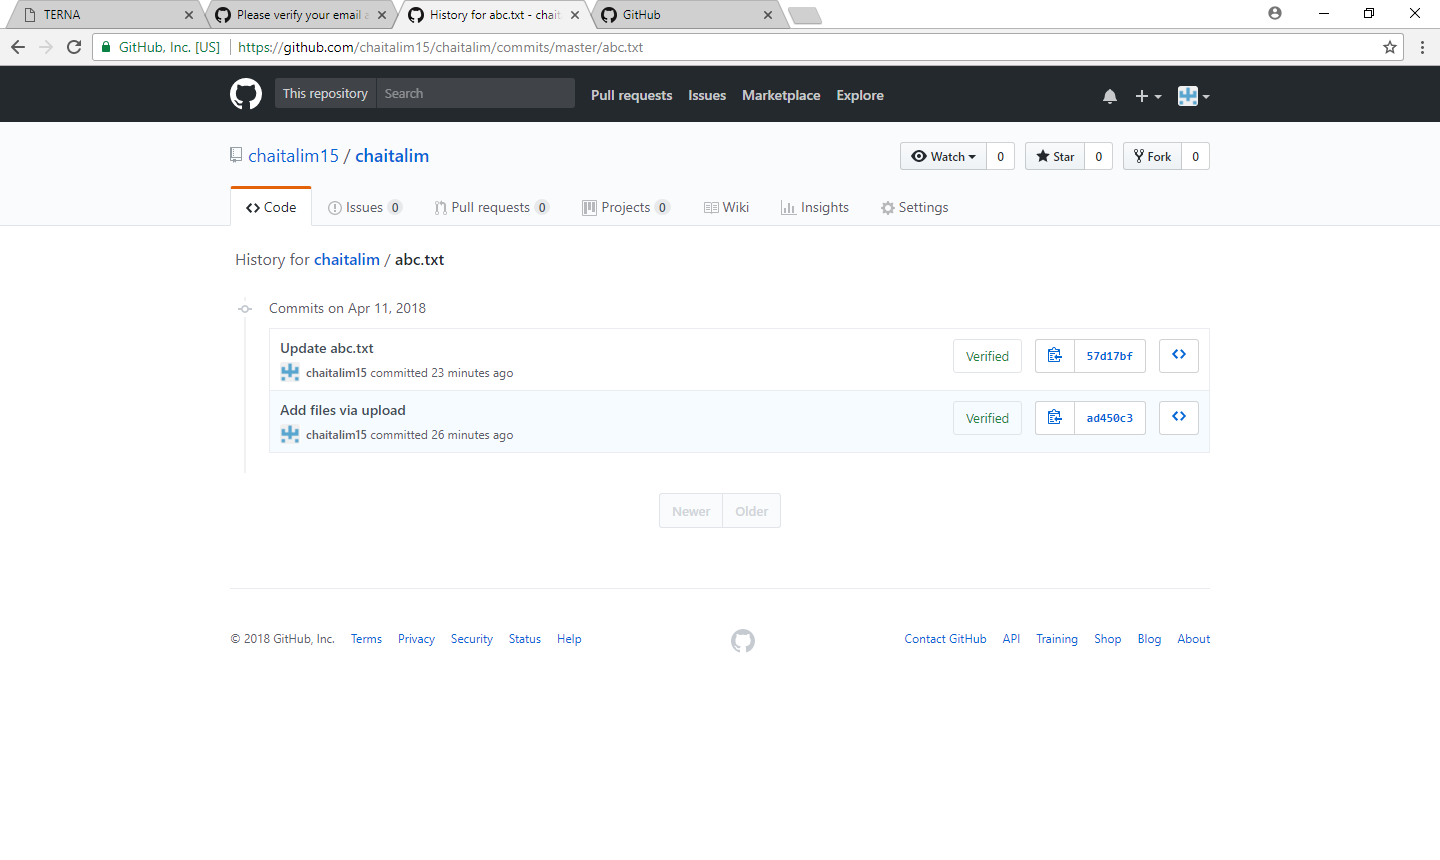 TERNA
Please verify your email a
History for abc.txt - chait
GitHub
GitHub, Inc. [US]
https://github.com/chaitalim15/chaitalim/commits/master/abc.txt
This repository
Search
Pull requests
Issues
Marketplace
Explore
chaitalim15 / chaitalim
Watch 0
Star 0
Fork 0
Code
Issues 0
Pull requests 0
Projects 0
Wiki
Insights
Settings
History for chaitalim / abc.txt
Commits on Apr 11, 2018
Update abc.txt
chaitalim15 committed 23 minutes ago
Verified
57d17bf
Add files via upload
chaitalim15 committed 26 minutes ago
Verified
ad450c3
Newer
Older
© 2018 GitHub, Inc.
Terms
Privacy
Security
Status
Help
Contact GitHub
API
Training
Shop
Blog
About